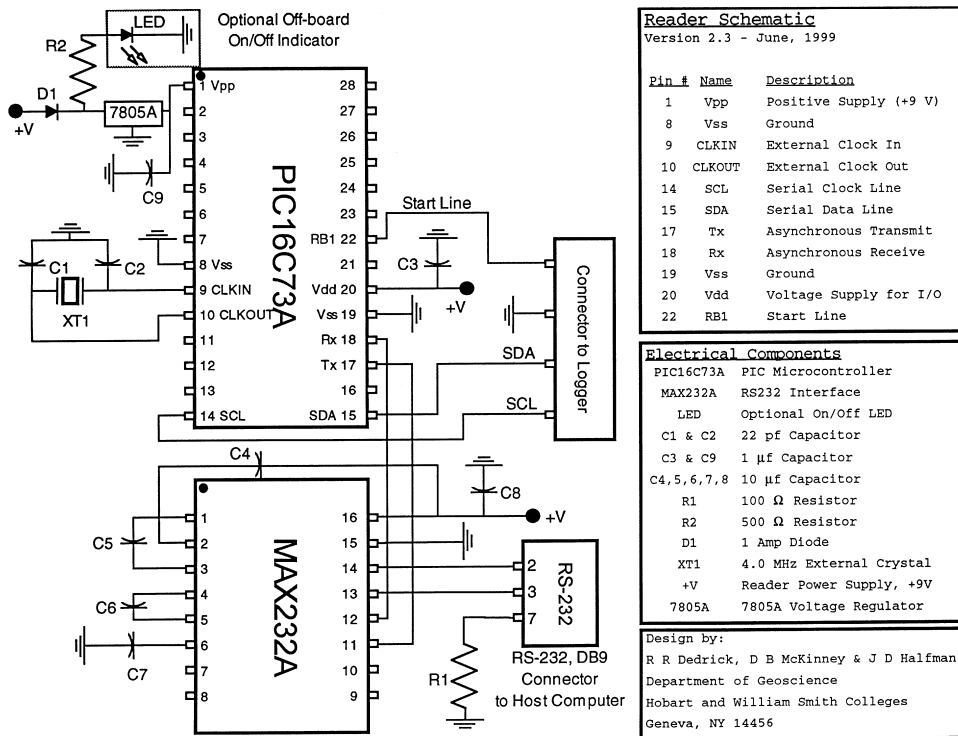 LED
Optional Off-board
On/Off Indicator
R2
D1
+V
7805A
C9
PIC16C73A
1 Vpp
2
3
4
5
6
7
8 Vss
9 CLKIN
10 CLKOUT
11
12
13
14 SCL
28
27
26
25
24
23
RB1 22
21
Vdd 20
Vss 19
Rx 18
Tx 17
16
SDA 15
C1
C2
XT1
Start Line
C3
+V
SDA
SCL
Connector to Logger
C4
C5
C6
C7
MAX232A
1
2
3
4
5
6
7
8
16
15
14
13
12
11
10
9
C8
+V
2
3
7
RS-232
R1
RS-232, DB9
Connector
to Host Computer
Reader Schematic
Version 2.3 - June, 1999
Pin # Name Description
1 Vpp Positive Supply (+9 V)
8 Vss Ground
9 CLKIN External Clock In
10 CLKOUT External Clock Out
14 SCL Serial Clock Line
15 SDA Serial Data Line
17 Tx Asynchronous Transmit
18 Rx Asynchronous Receive
19 Vss Ground
20 Vdd Voltage Supply for I/O
22 RB1 Start Line
Electrical Components
PIC16C73A PIC Microcontroller
MAX232A RS232 Interface
LED Optional On/Off LED
C1 & C2 22 pf Capacitor
C3 & C9 1 µf Capacitor
C4,5,6,7,8 10 µf Capacitor
R1 100 Ω Resistor
R2 500 Ω Resistor
D1 1 Amp Diode
XT1 4.0 MHz External Crystal
+V Reader Power Supply, +9V
7805A 7805A Voltage Regulator
Design by:
R R Dedrick, D B McKinney & J D Halfman
Department of Geoscience
Hobart and William Smith Colleges
Geneva, NY 14456